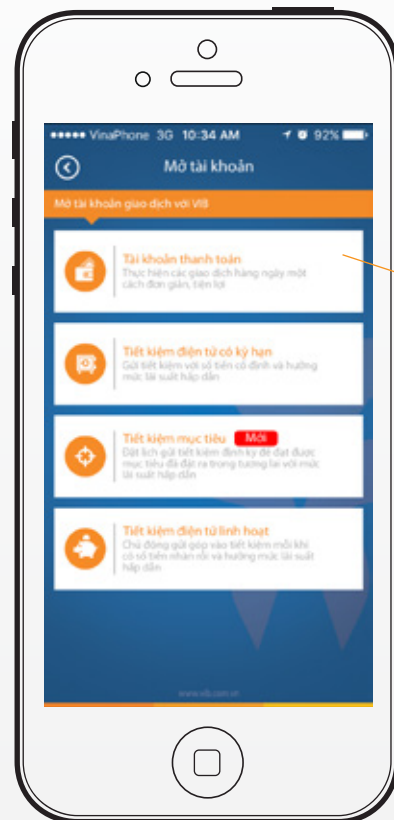 VinaPhone 3G 10:34 AM 92%
Mở tài khoản
Mở tài khoản giao dịch với VIB
Tài khoản thanh toán
Thực hiện các giao dịch hàng ngày một
cách đơn giản, tiện lợi
Tiết kiệm điện tử có kỳ hạn
Gửi tiết kiệm với số tiền cố định và hưởng
mức lãi suất hấp dẫn
Tiết kiệm mục tiêu Mới
Đặt lịch gửi tiết kiệm định kỳ để đạt được
mục tiêu đã đặt ra trong tương lai với mức
lãi suất hấp dẫn
Tiết kiệm điện tử linh hoạt
Chủ động gửi góp vào tiết kiệm mỗi khi
có số tiền nhàn rỗi và hưởng mức lãi suất
hấp dẫn
www.vib.com.vn